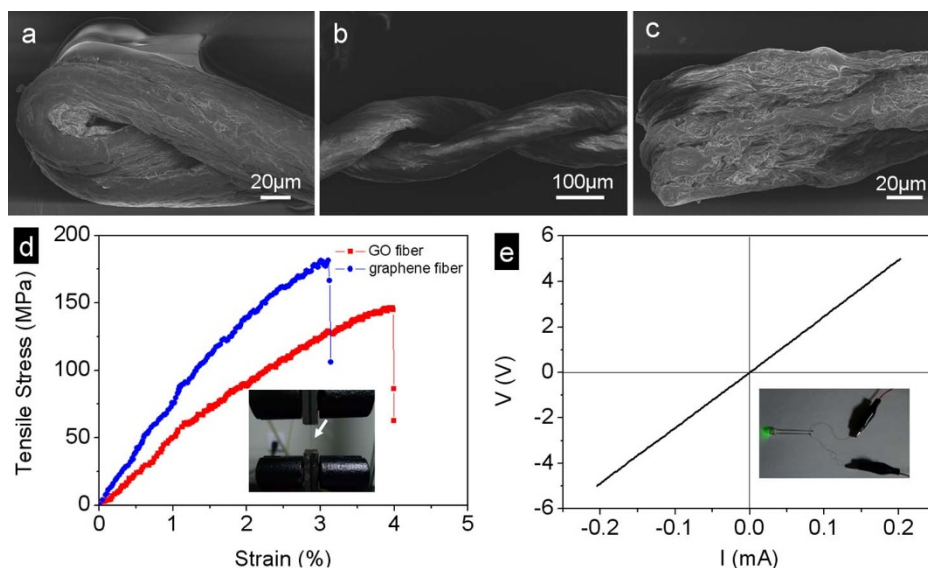 a
20μm
b
100μm
c
20μm
d
200
150
100
50
0
Tensile Stress (MPa)
GO fiber
graphene fiber
0
1
2
3
4
5
Strain (%)
e
6
4
2
0
-2
-4
-6
V (V)
-0.2
-0.1
0.0
0.1
0.2
I (mA)